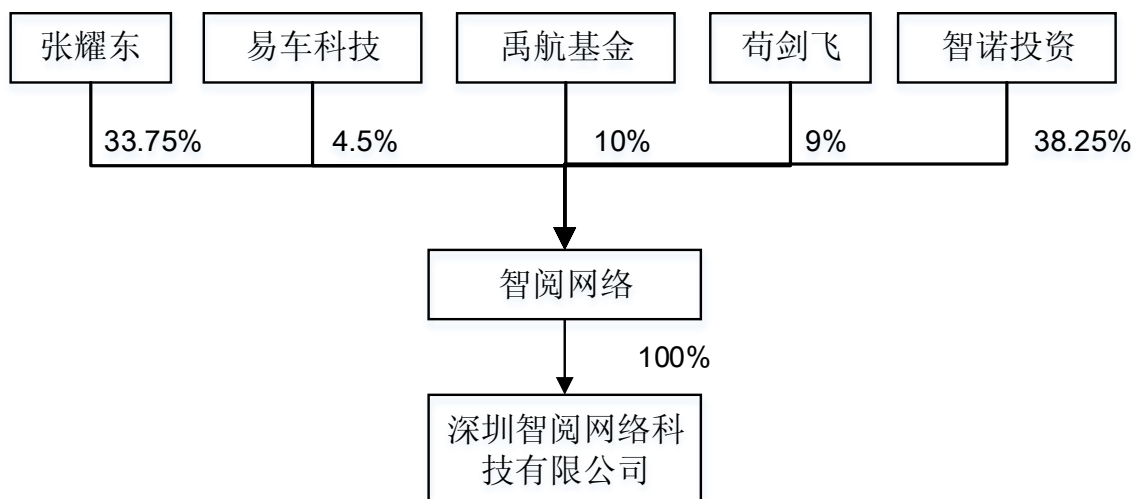 张耀东
易车科技
禹航基金
苟剑飞
智诺投资
33.75%
4.5%
10%
9%
38.25%
智阅网络
100%
深圳智阅网络科
技有限公司